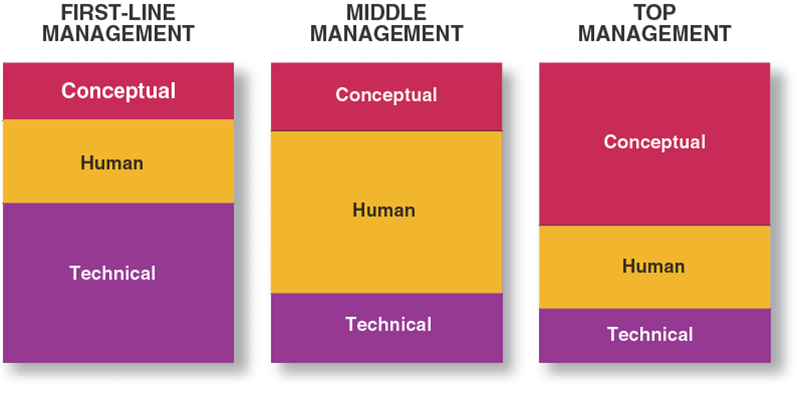 FIRST-LINE
MANAGEMENT
Conceptual
Human
Technical
MIDDLE
MANAGEMENT
Conceptual
Human
Technical
TOP
MANAGEMENT
Conceptual
Human
Technical